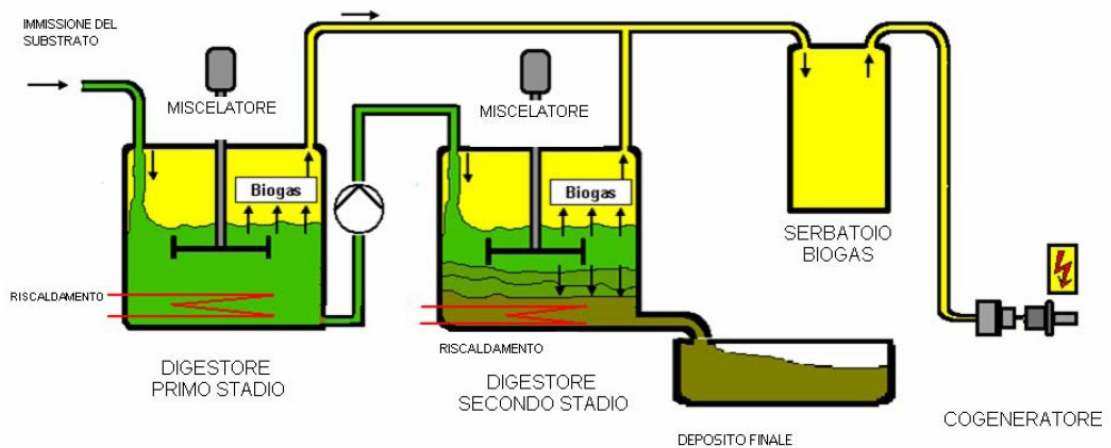 IMMISSIONE DEL
SUBSTRATO
MISCELATORE
MISCELATORE
Biogas
Biogas
SERBATOIO
BIOGAS
RISCALDAMENTO
RISCALDAMENTO
DIGESTORE
PRIMO STADIO
DIGESTORE
SECONDO STADIO
COGENERATORE
DEPOSITO FINALE